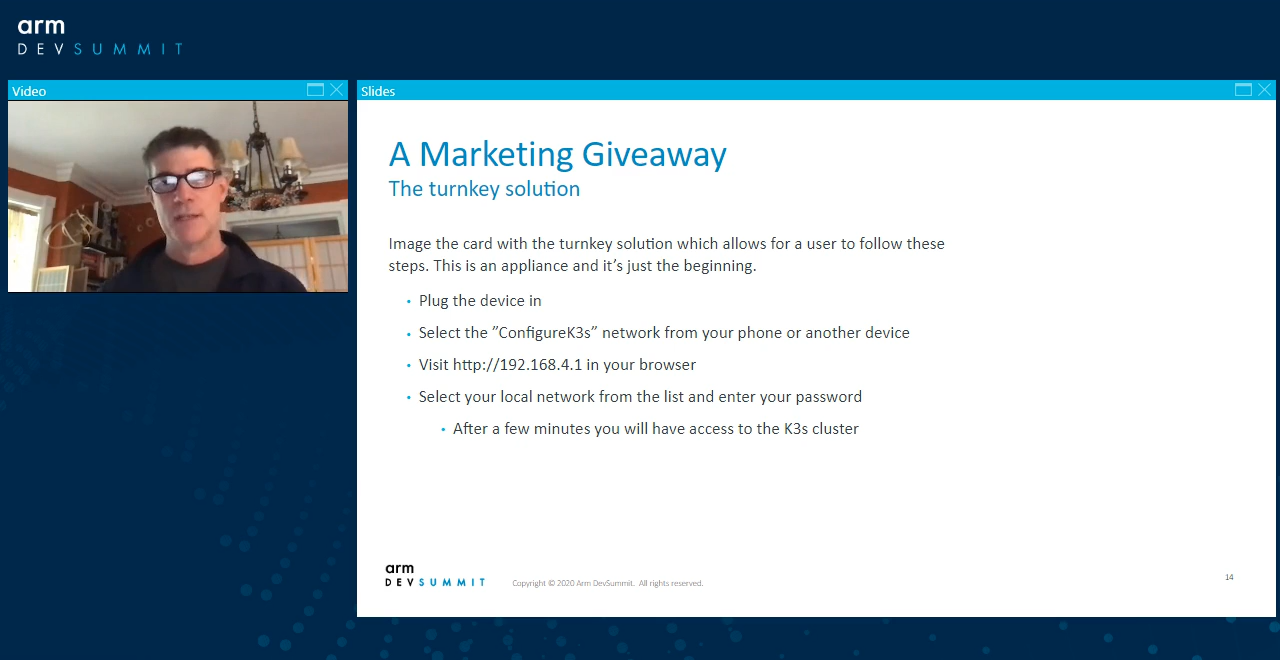 arm
DEVSUMMIT
Video
Slides
A Marketing Giveaway
The turnkey solution
Image the card with the turnkey solution which allows for a user to follow these
steps. This is an appliance and it’s just the beginning.
• Plug the device in
• Select the ”ConfigureK3s” network from your phone or another device
• Visit http://192.168.4.1 in your browser
• Select your local network from the list and enter your password
• After a few minutes you will have access to the K3s cluster
arm
DEVSUMMIT
Copyright © 2020 Arm DevSummit. All rights reserved.
14